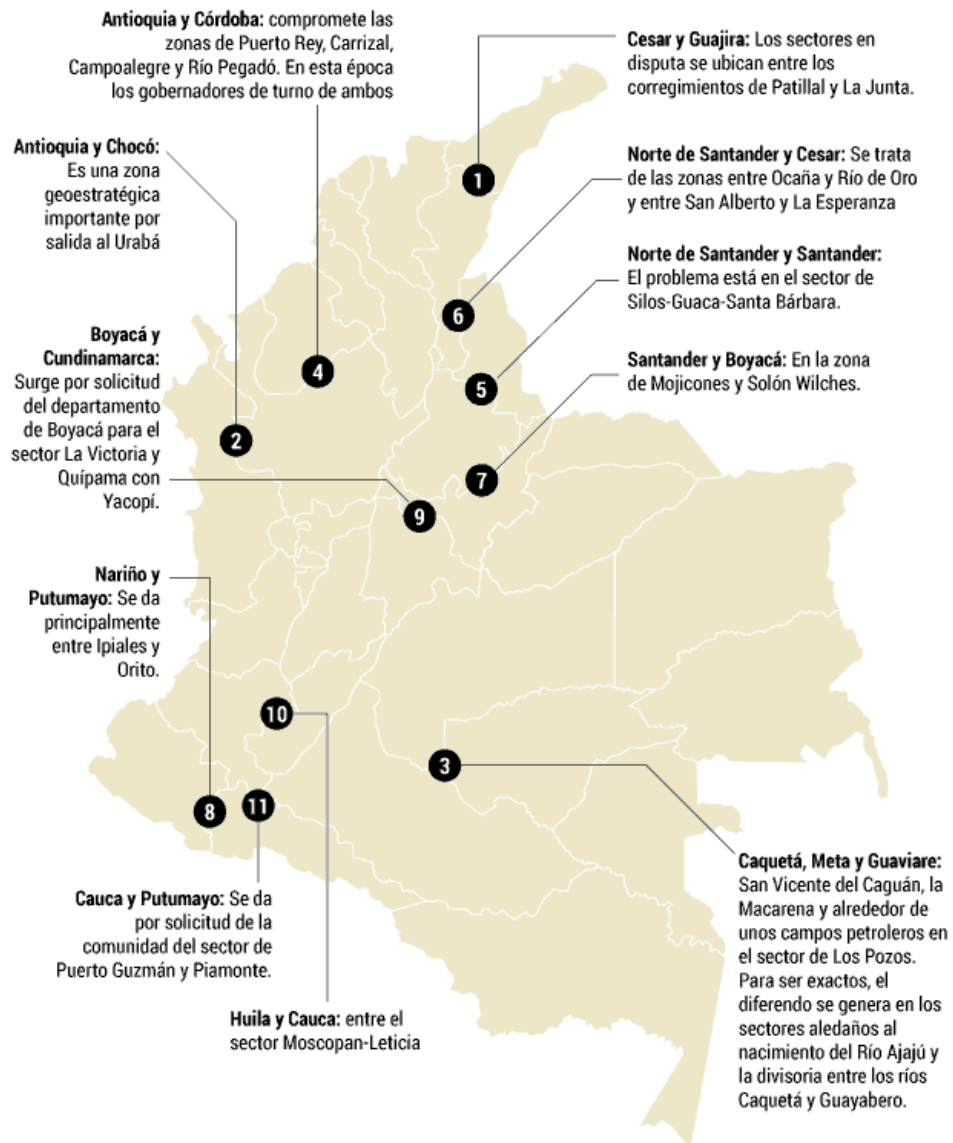 Antioquia y Córdoba: compromete las
zonas de Puerto Rey, Carrizal,
Campoalegre y Río Pegadó. En esta época
los gobernadores de turno de ambos
Cesar y Guajira: Los sectores en
disputa se ubican entre los
corregimientos de Patillal y La Junta.
Antioquia y Chocó:
Es una zona
geoestratégica
importante por
salida al Urabá
Norte de Santander y Cesar: Se trata
de las zonas entre Ocaña y Río de Oro
y entre San Alberto y La Esperanza
Norte de Santander y Santander:
El problema está en el sector de
Silos-Guaca-Santa Bárbara.
Boyacá y
Cundinamarca:
Surge por solicitud
del departamento
de Boyacá para el
sector La Victoria y
Quípama con
Yacopí.
Santander y Boyacá: En la zona
de Mojicones y Solón Wilches.
1
6
4
5
2
7
9
Nariño y
Putumayo: Se da
principalmente
entre Ipiales y
Orito.
10
3
11
8
Cauca y Putumayo: Se da
por solicitud de la
comunidad del sector de
Puerto Guzmán y Piamonte.
Huila y Cauca: entre el
sector Moscopan-Leticia
Caquetá, Meta y Guaviare:
San Vicente del Caguán, la
Macarena y alrededor de
unos campos petroleros en
el sector de Los Pozos.
Para ser exactos, el
diferendo se genera en los
sectores aledaños al
nacimiento del Río Ajajú y
la divisoria entre los ríos
Caquetá y Guayabero.